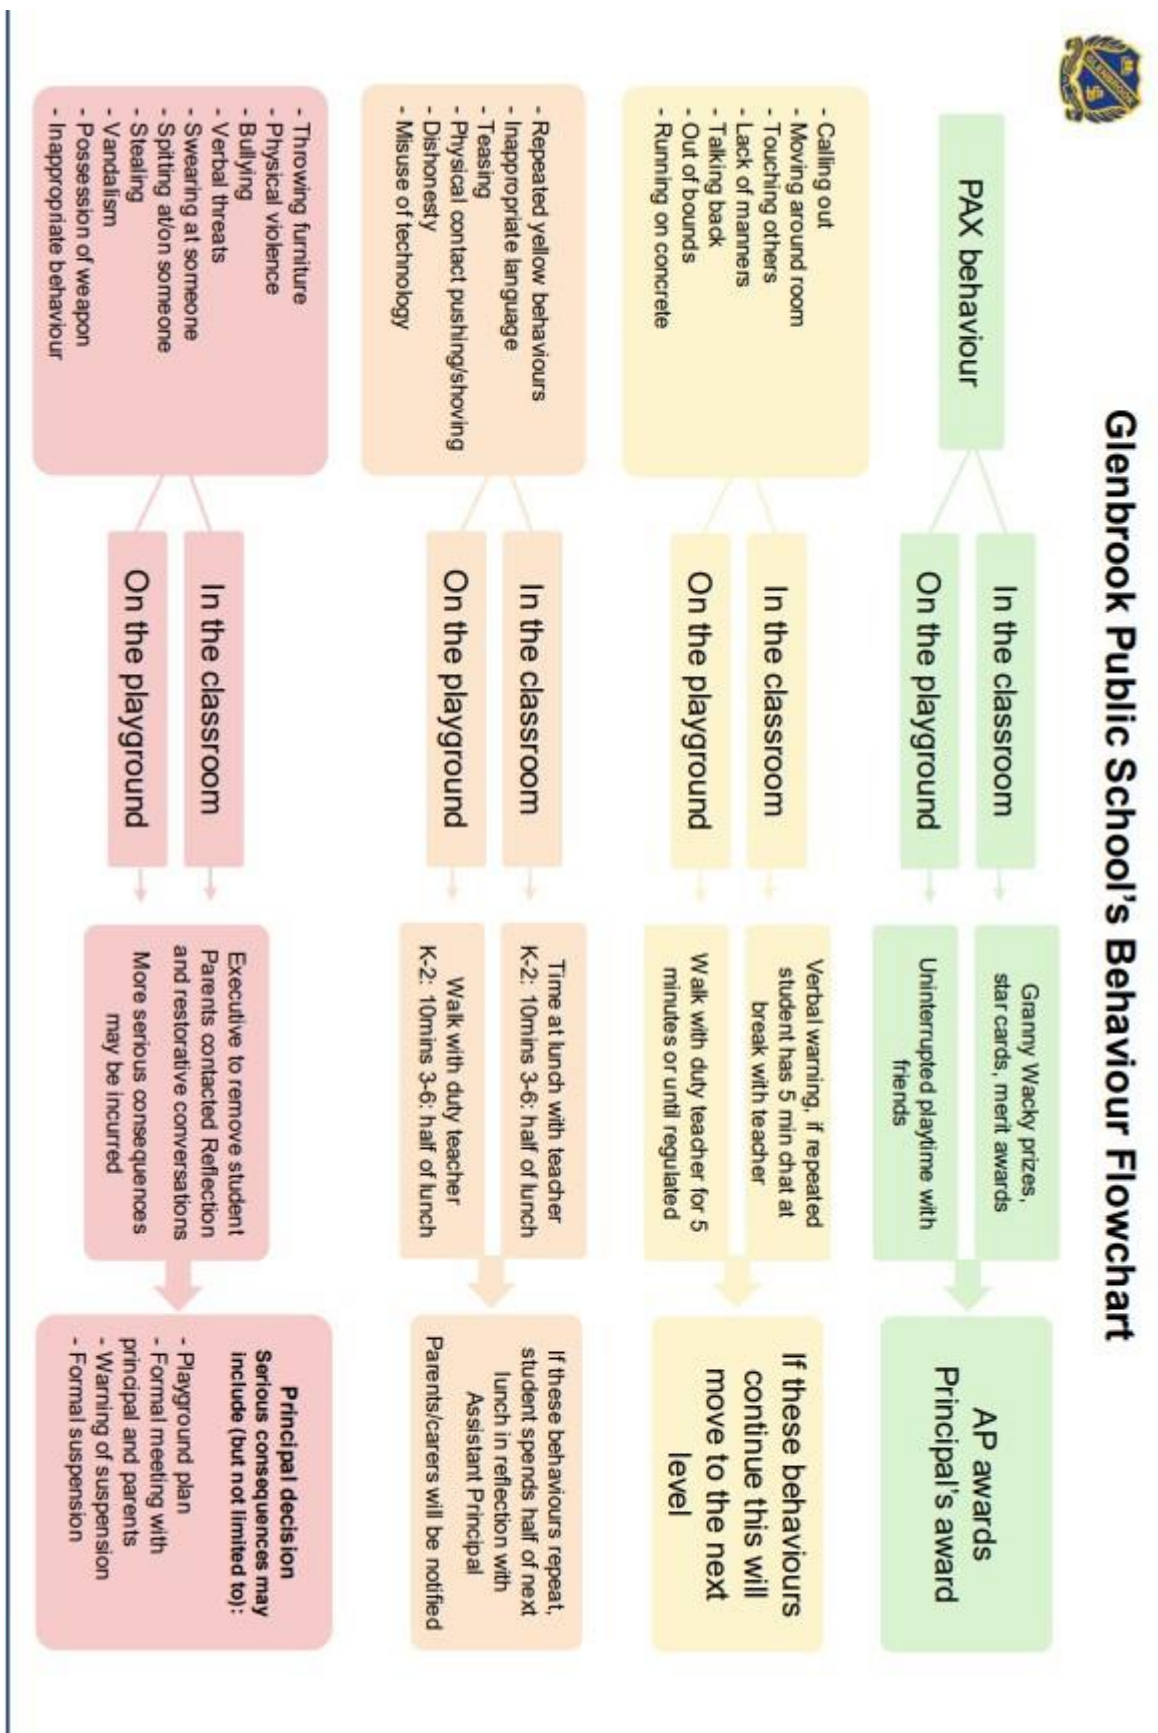 GLENBROOK
Glenbrook Public School's Behaviour Flowchart
PAX behaviour
In the classroom
On the playground
Granny Wacky prizes,
star cards, merit awards
Uninterrupted playtime with
friends
AP awards
Principal's award
- Calling out
- Moving around room
- Touching others
- Lack of manners
- Talking back
- Out of bounds
- Running on concrete
In the classroom
On the playground
Verbal warning, if repeated
student has 5 min chat at
break with teacher
Walk with duty teacher for 5
minutes or until regulated
If these behaviours
continue this will
move to the next
level
- Repeated yellow behaviours
- Inappropriate language
- Teasing
- Physical contact pushing/shoving
- Dishonesty
- Misuse of technology
In the classroom
On the playground
Time at lunch with teacher
K-2: 10mins 3-6: half of lunch
Walk with duty teacher
K-2: 10mins 3-6: half of lunch
If these behaviours repeat,
student spends half of next
lunch in reflection with
Assistant Principal
Parents/carers will be notified
- Throwing furniture
- Physical violence
- Bullying
- Verbal threats
- Swearing at someone
- Spitting at/on someone
- Stealing
- Vandalism
- Possession of weapon
- Inappropriate behaviour
In the classroom
On the playground
Executive to remove student
Parents contacted Reflection
and restorative conversations
More serious consequences
may be incurred
Principal decision
Serious consequences may
include (but not limited to):
- Playground plan
- Formal meeting with
principal and parents
- Warning of suspension
- Formal suspension